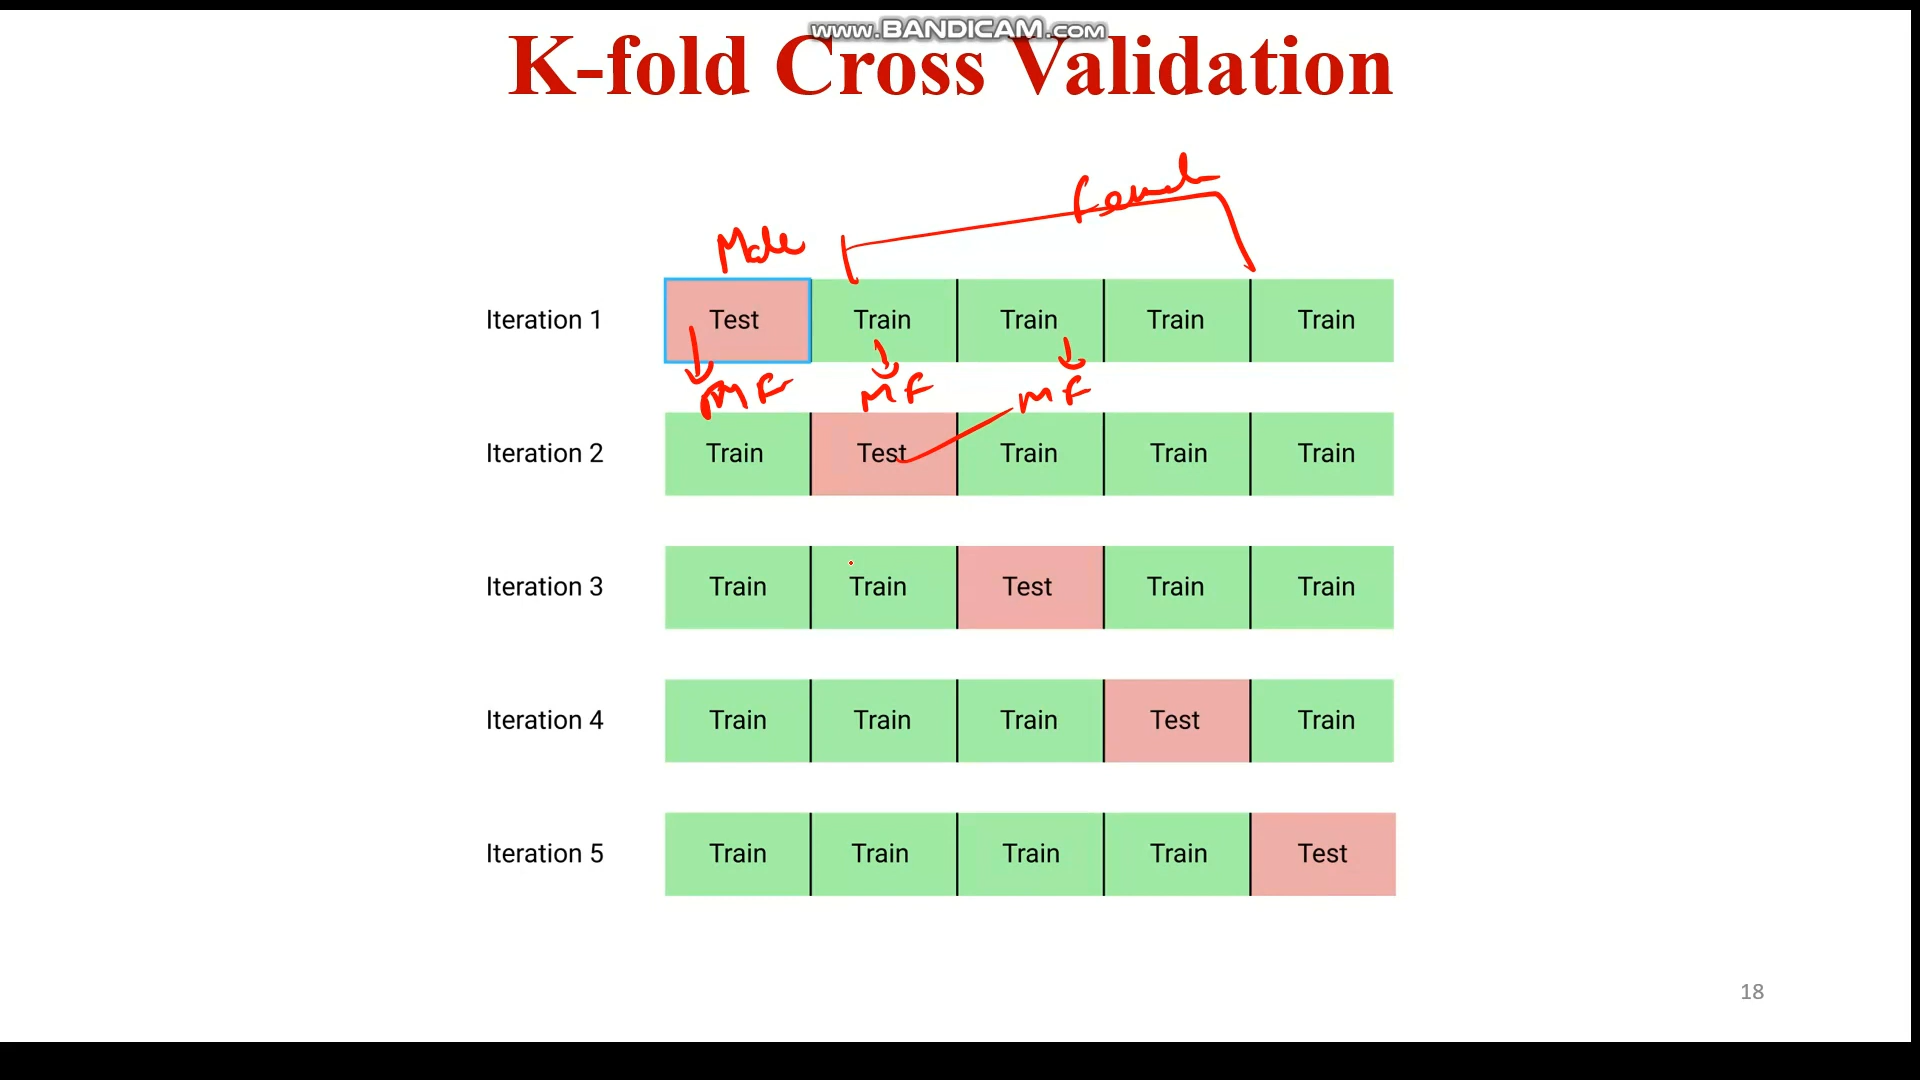 www.BANDICAM.com
K-fold Cross Validation
Female
Male
Iteration 1 Test Train Train Train Train
MF MF MF
Iteration 2 Train Test Train Train Train
Iteration 3 Train Train Test Train Train
Iteration 4 Train Train Train Test Train
Iteration 5 Train Train Train Train Test
18